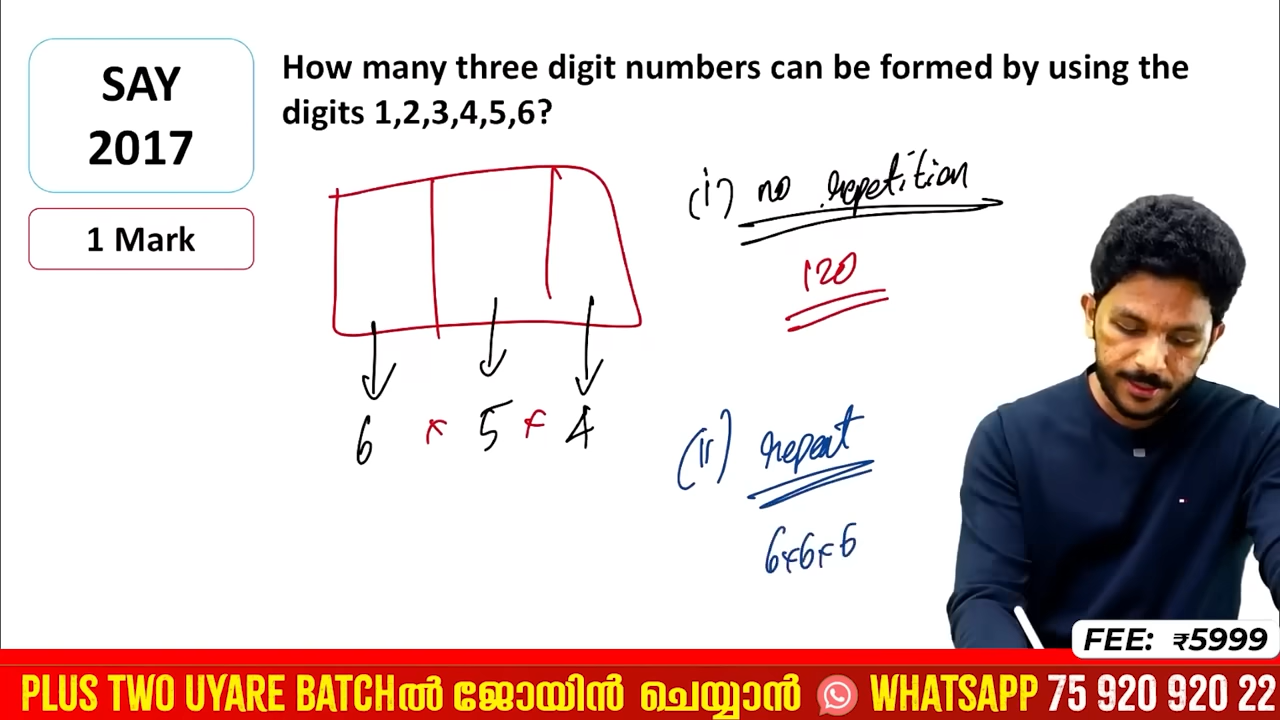 SAY
2017
1 Mark
How many three digit numbers can be formed by using the
digits 1,2,3,4,5,6?
(i) no repetition
120
6 × 5 × 4
(ii) repeat
6×6×6
FEE: ₹5999
PLUS TWO UYARE BATCHൽ ജോയിൻ ചെയ്യാൻ WHATSAPP 75 920 920 22